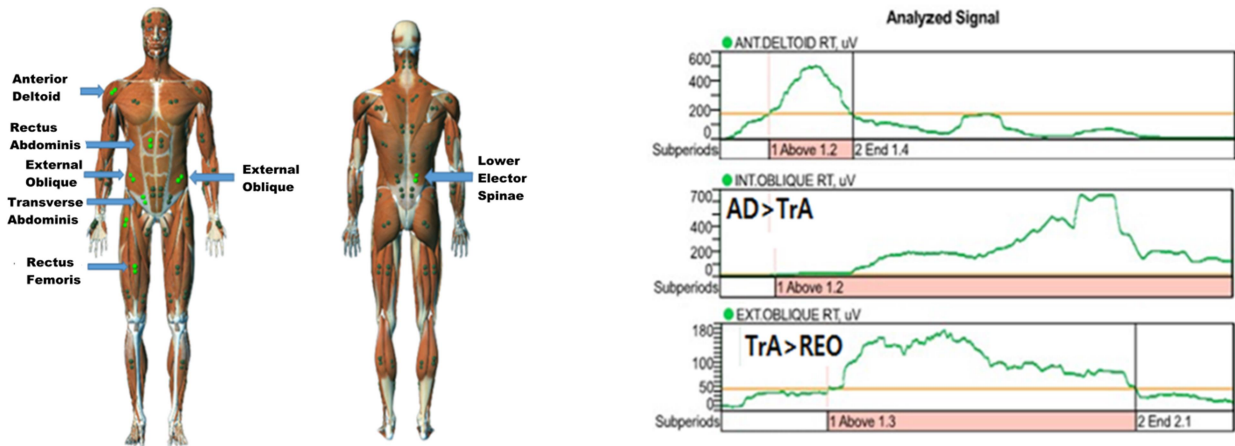 Anterior
Deltoid
Rectus
Abdominis
External
Oblique
Transverse
Abdominis
Rectus
Femoris
External
Oblique
Lower
Elector
Spinae
Analyzed Signal
ANT.DELTOID RT, uV
600
400
200
0
Subperiods
1 Above 1.2
2 End 1.4
INT.OBLIQUE RT, uV
700
AD>TrA
400
200
0
Subperiods
1 Above 1.2
EXT.OBLIQUE RT, uV
180
TrA>REO
100
50
0
Subperiods
1 Above 1.3
2 End 2.1